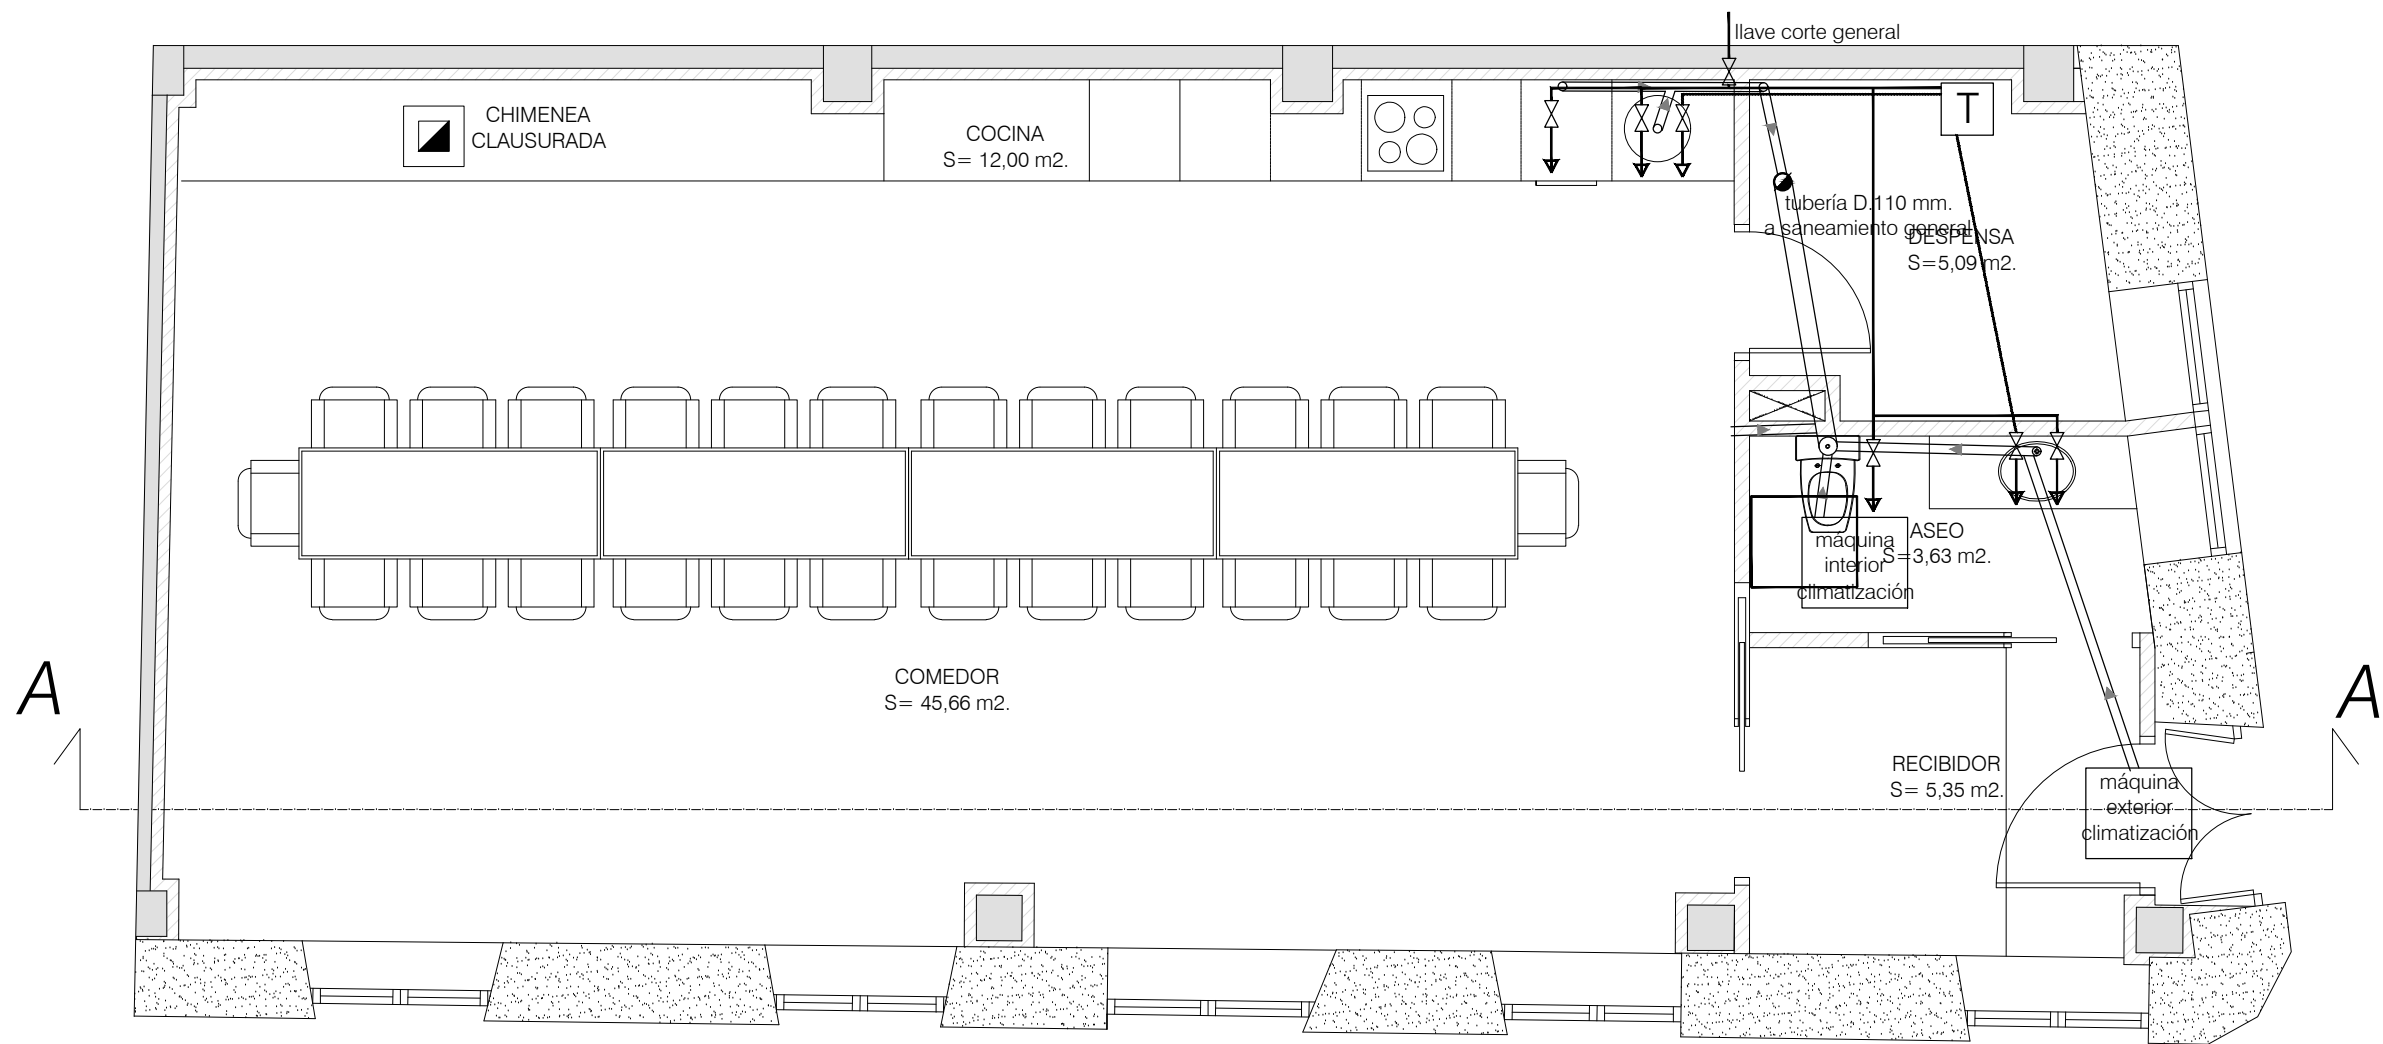 llave corte general
CHIMENEA
CLAUSURADA
COCINA
S= 12,00 m2.
T
tubería D.110 mm.
a saneamiento general
DESPENSA
S=5,09 m2.
ASEO
S=3,63 m2.
máquina
interior
climatización
COMEDOR
S= 45,66 m2.
A
A
RECIBIDOR
S= 5,35 m2.
máquina
exterior
climatización